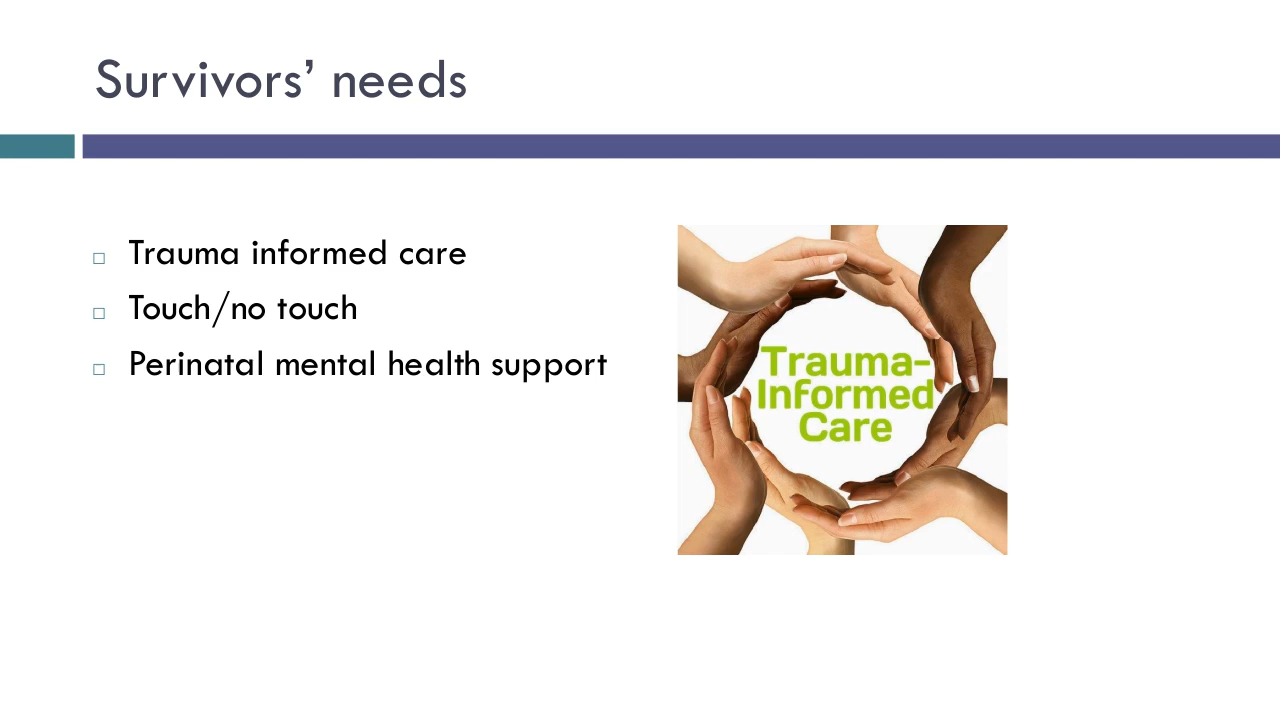 Survivors’ needs
Trauma informed care
Touch/no touch
Perinatal mental health support
Trauma-
Informed
Care